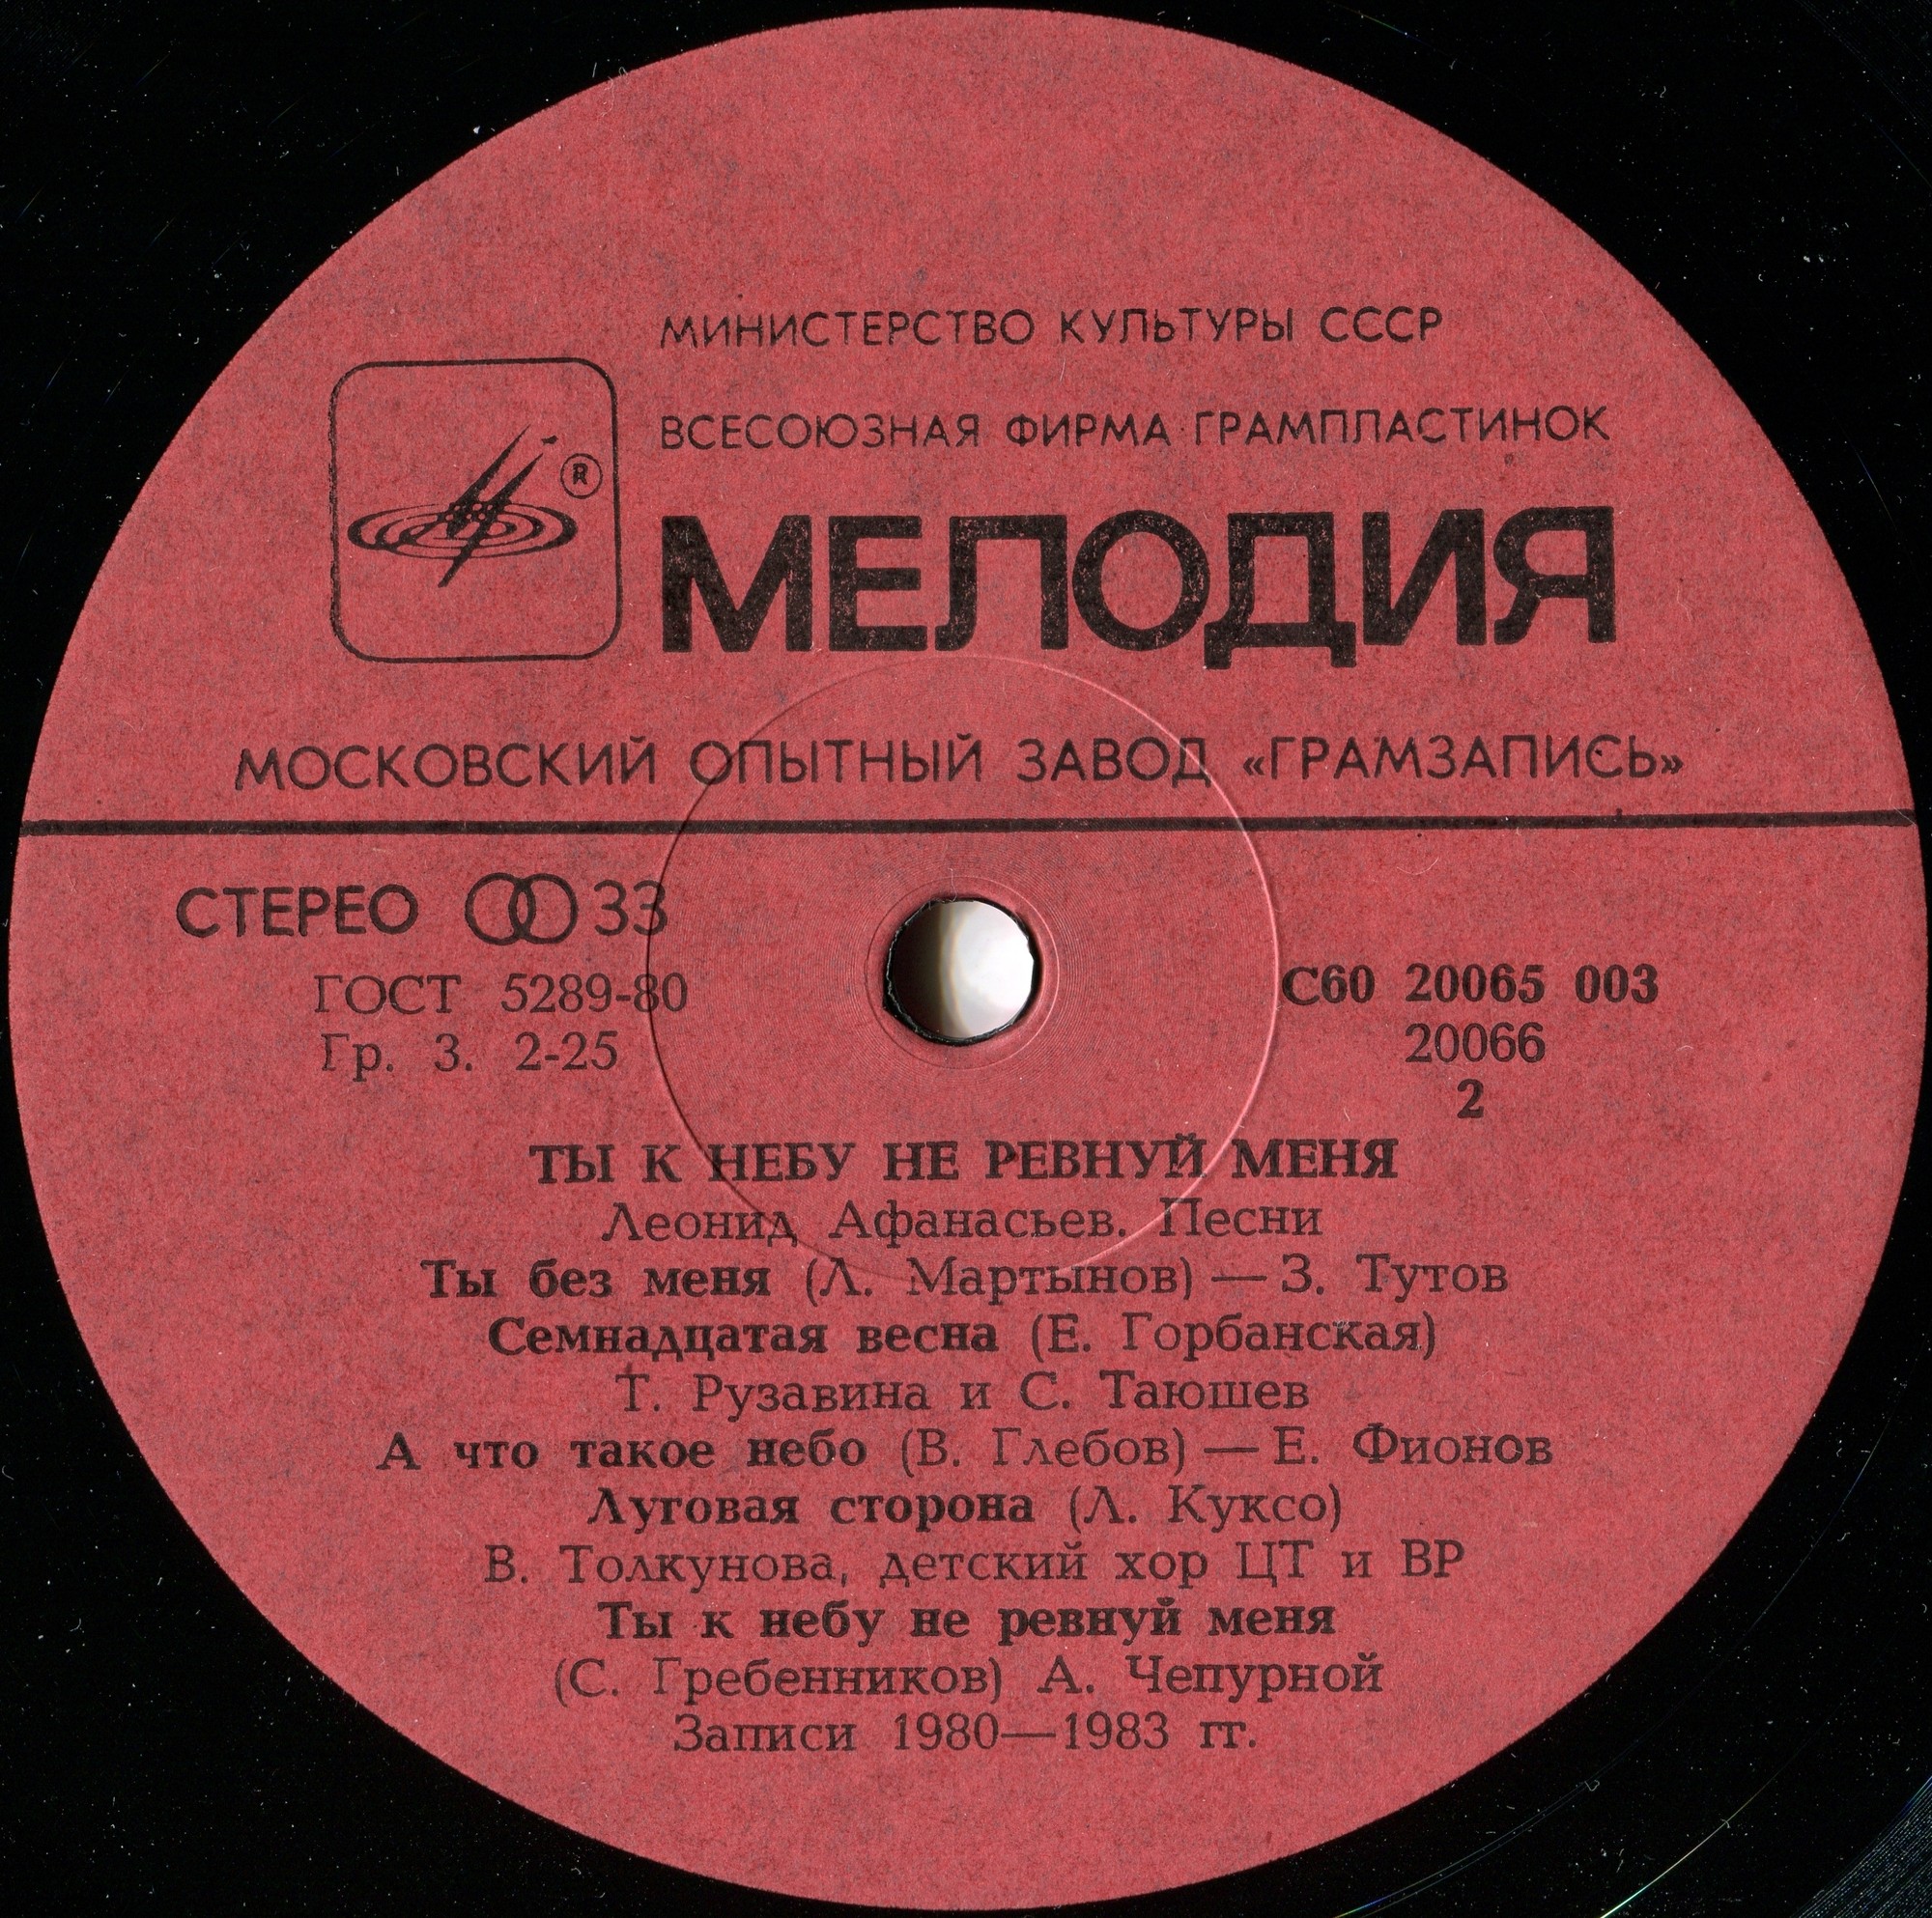 МИНИСТЕРСТВО КУЛЬТУРЫ СССР
ВСЕСОЮЗНАЯ ФИРМА ГРАМПЛАСТИНОК
®
МЕЛОДИЯ
МОСКОВСКИЙ ОПЫТНЫЙ ЗАВОД «ГРАМЗАПИСЬ»
СТЕРЕО 33
ГОСТ 5289-80
Гр. 3. 2-25
С60 20065 003
20066
2
ТЫ К НЕБУ НЕ РЕВНУЙ МЕНЯ
Леонид Афанасьев. Песни
Ты без меня (Л. Мартынов) — З. Тутов
Семнадцатая весна (Е. Горбанская)
Т. Рузавина и С. Таюшев
А что такое небо (В. Глебов) — Е. Фионов
Луговая сторона (Л. Куксо)
В. Толкунова, детский хор ЦТ и ВР
Ты к небу не ревнуй меня
(С. Гребенников) А. Чепурной
Записи 1980—1983 гг.